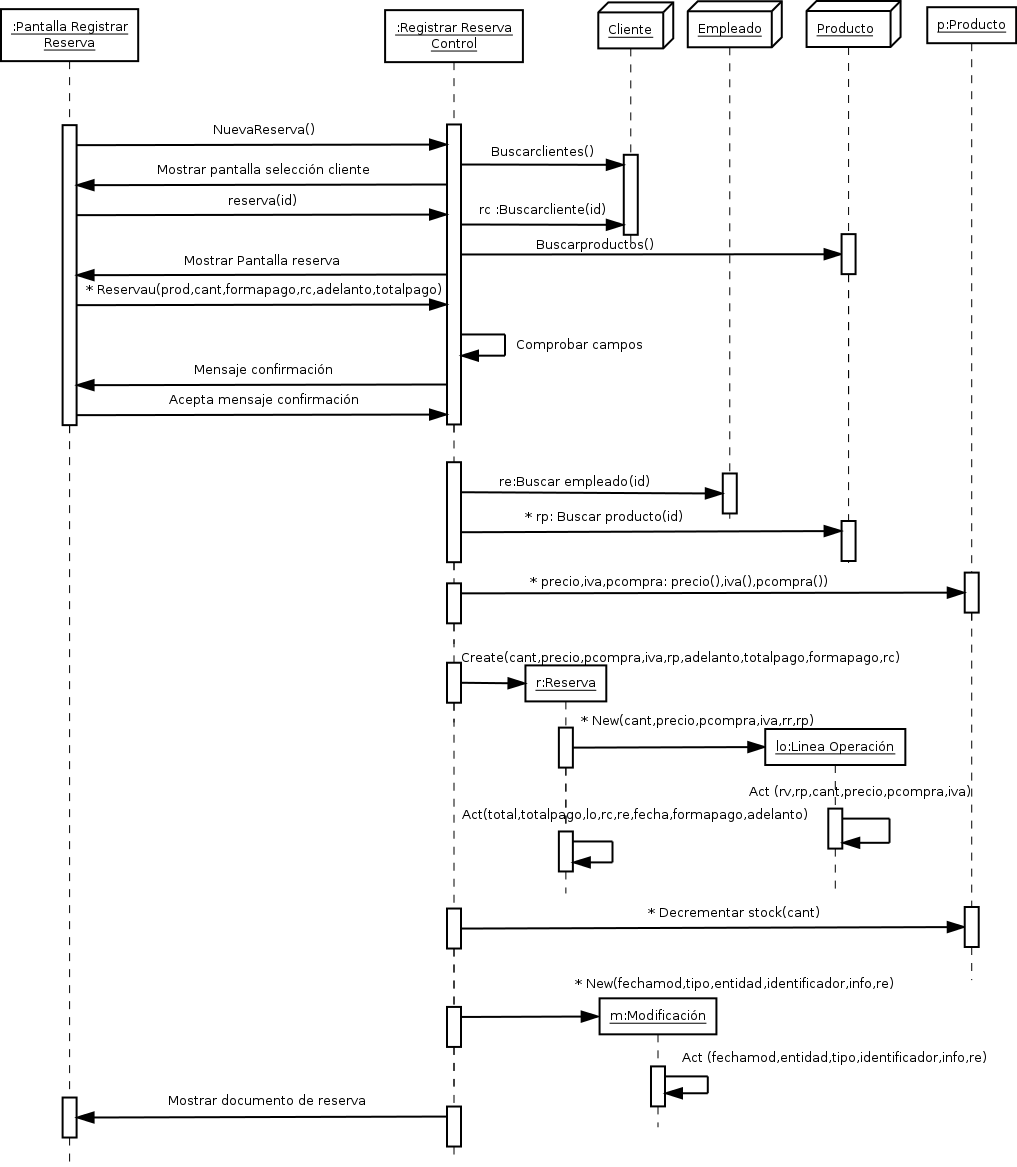 :Pantalla Registrar
Reserva
:Registrar Reserva
Control
Cliente
Empleado
Producto
p:Producto
NuevaReserva()
Buscarclientes()
Mostrar pantalla selección cliente
reserva(id)
rc :Buscarcliente(id)
Buscarproductos()
Mostrar Pantalla reserva
* Reservau(prod,cant,formapago,rc,adelanto,totalpago)
Comprobar campos
Mensaje confirmación
Acepta mensaje confirmación
re:Buscar empleado(id)
* rp: Buscar producto(id)
* precio,iva,pcompra: precio(),iva(),pcompra())
Create(cant,precio,pcompra,iva,rp,adelanto,totalpago,formapago,rc)
r:Reserva
* New(cant,precio,pcompra,iva,rr,rp)
lo:Linea Operación
Act (rv,rp,cant,precio,pcompra,iva)
Act(total,totalpago,lo,rc,re,fecha,formapago,adelanto)
* Decrementar stock(cant)
* New(fechamod,tipo,entidad,identificador,info,re)
m:Modificación
Act (fechamod,entidad,tipo,identificador,info,re)
Mostrar documento de reserva